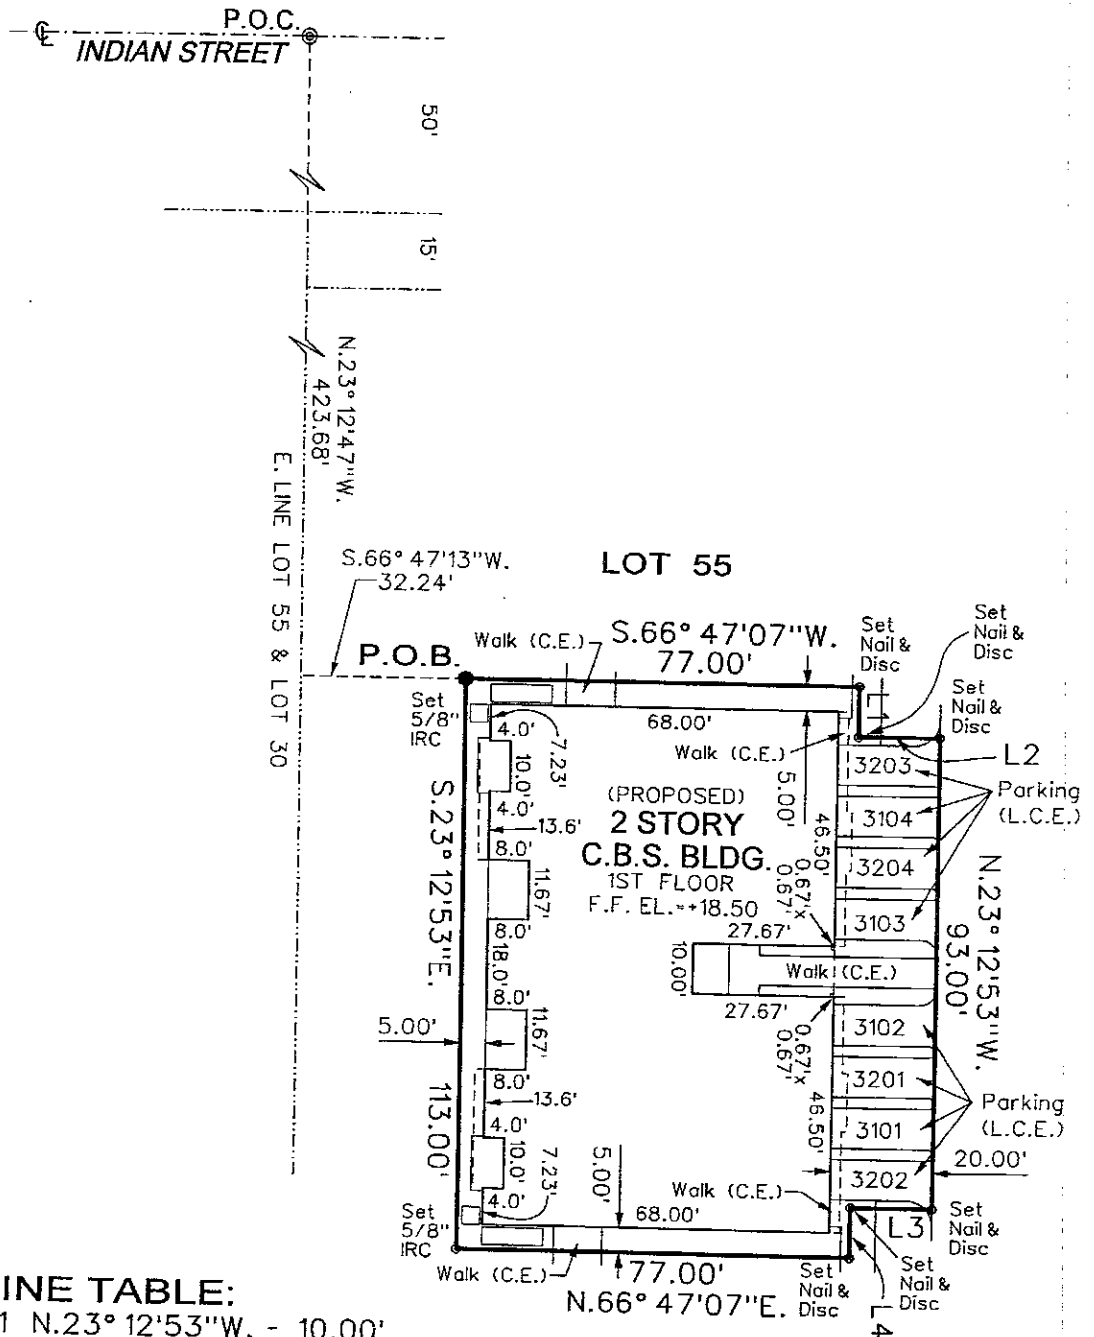 P.O.C.
℄
INDIAN STREET
50'
15'
N.23°12'47"W.
423.68'
E. LINE LOT 55 & LOT 30
S.66°47'13"W.
32.24'
LOT 55
P.O.B.
Walk (C.E.)
S.66°47'07"W.
77.00'
Set
Nail &
Disc
Set
Nail &
Disc
Set
Nail &
Disc
L1
L2
Set
5/8"
IRC
4.0'
7.23'
68.00'
5.00'
Walk (C.E.)
10.0'
4.0'
13.6'
8.0'
11.67'
8.0'
18.0'
8.0'
11.67'
8.0'
13.6'
4.0'
10.0'
4.0'
7.23'
S.23°12'53"E.
113.00'
5.00'
(PROPOSED)
2 STORY
C.B.S. BLDG.
1ST FLOOR
F.F. EL.=+18.50
46.50'
0.67'x
0.67'
27.67'
10.00'
Walk (C.E.)
27.67'
0.67'x
0.67'
46.50'
3203
3104
3204
3103
3102
3201
3101
3202
Parking
(L.C.E.)
N.23°12'53"W.
93.00'
Parking
(L.C.E.)
20.00'
Set
5/8"
IRC
5.00'
68.00'
Walk (C.E.)
Walk (C.E.)
77.00'
N.66°47'07"E.
L3
Set
Nail &
Disc
Set
Nail &
Disc
Set
Nail &
Disc
L4
INE TABLE:
1 N.23°12'53"W. - 10.00'